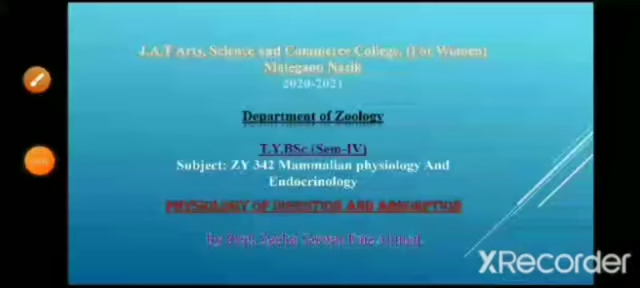 J.A.T Arts, Science and Commerce College, (For Women)
Malegaon Nasik
2020-2021
Department of Zoology
T.Y.BSc (Sem-IV)
Subject: ZY 342 Mammalian physiology And
Endocrinology
PHYSIOLOGY OF DIGESTION AND ABSORPTION
XRecorder